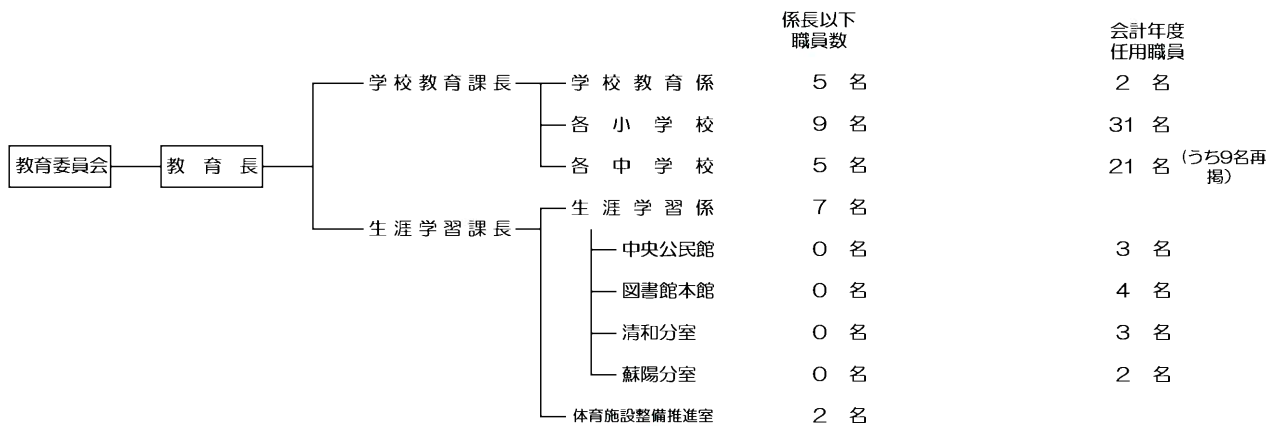 係長以下
職員数
会計年度
任用職員
学校教育課長 学校教育係 5 名 2 名
各小学校 9 名 31 名
教育委員会 教育長 各中学校 5 名 21 名 (うち9名再
掲)
生涯学習課長 生涯学習係 7 名
中央公民館 0 名 3 名
図書館本館 0 名 4 名
清和分室 0 名 3 名
蘇陽分室 0 名 2 名
体育施設整備推進室 2 名